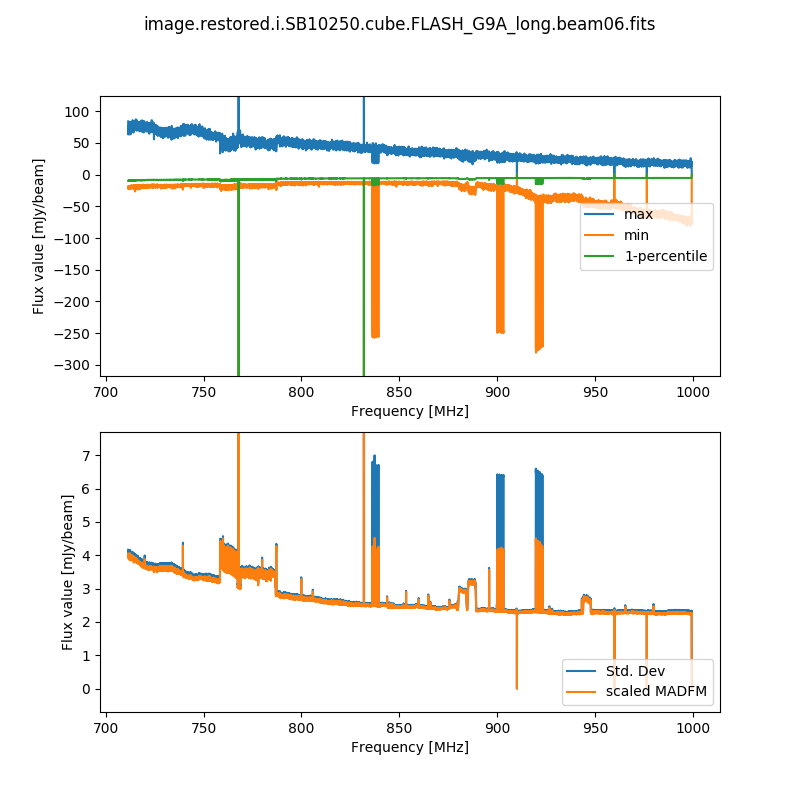 image.restored.i.SB10250.cube.FLASH_G9A_long.beam06.fits
100
50
0
−50
−100
−150
−200
−250
−300
Flux value [mJy/beam]
max
min
1-percentile
700 750 800 850 900 950 1000
Frequency [MHz]
7
6
5
4
3
2
1
0
Flux value [mJy/beam]
Std. Dev
scaled MADFM
700 750 800 850 900 950 1000
Frequency [MHz]